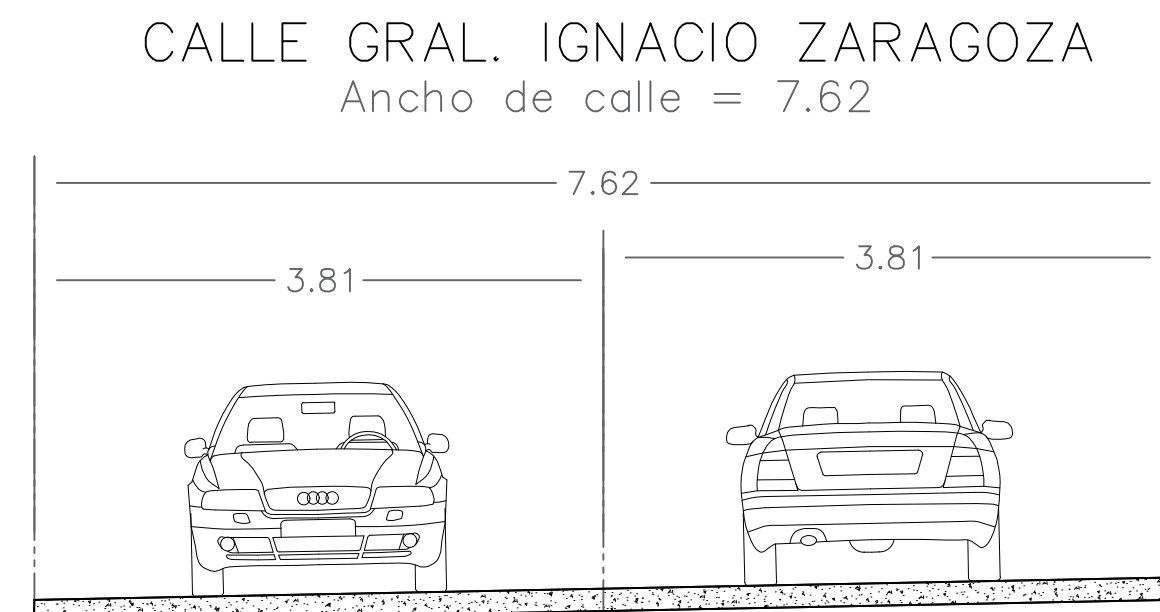 CALLE GRAL. IGNACIO ZARAGOZA
Ancho de calle = 7.62
7.62
3.81
3.81